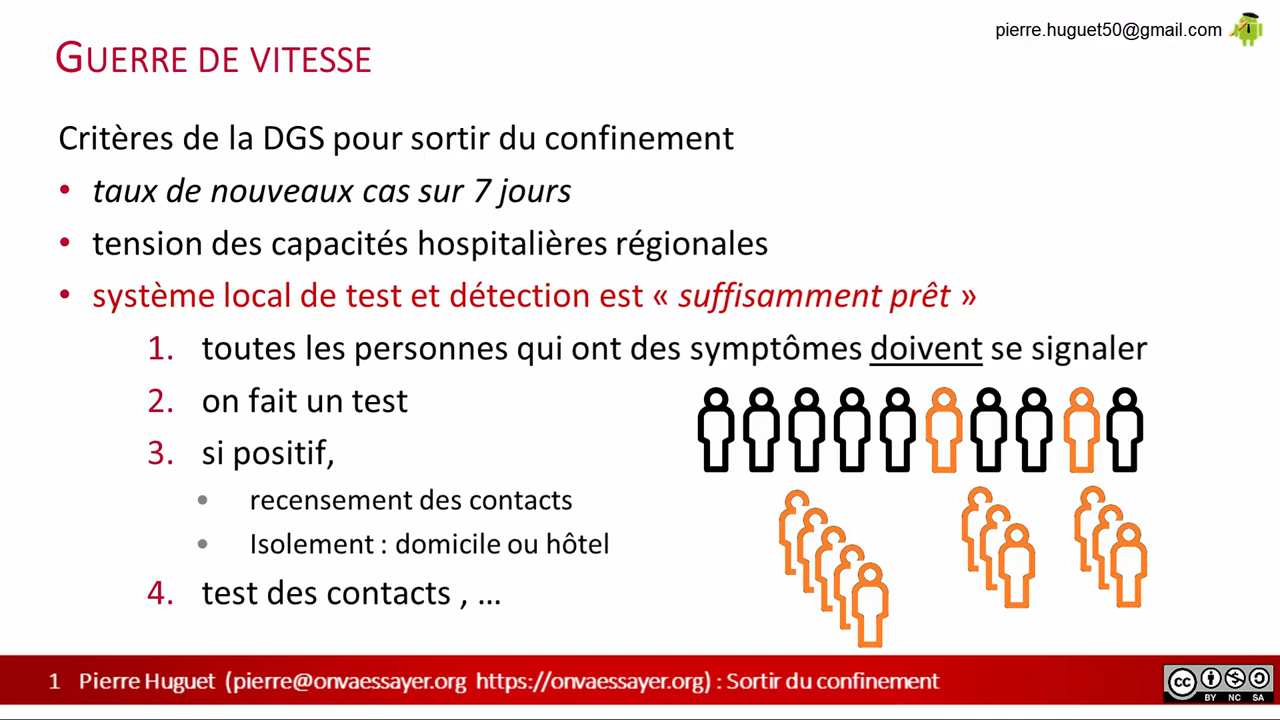 pierre.huguet50@gmail.com
GUERRE DE VITESSE
Critères de la DGS pour sortir du confinement
• taux de nouveaux cas sur 7 jours
• tension des capacités hospitalières régionales
• système local de test et détection est « suffisamment prêt »
1. toutes les personnes qui ont des symptômes doivent se signaler
2. on fait un test
3. si positif,
• recensement des contacts
• Isolement : domicile ou hôtel
4. test des contacts , ...
1 Pierre Huguet (pierre@onvaessayer.org https://onvaessayer.org) : Sortir du confinement
cc BY NC SA